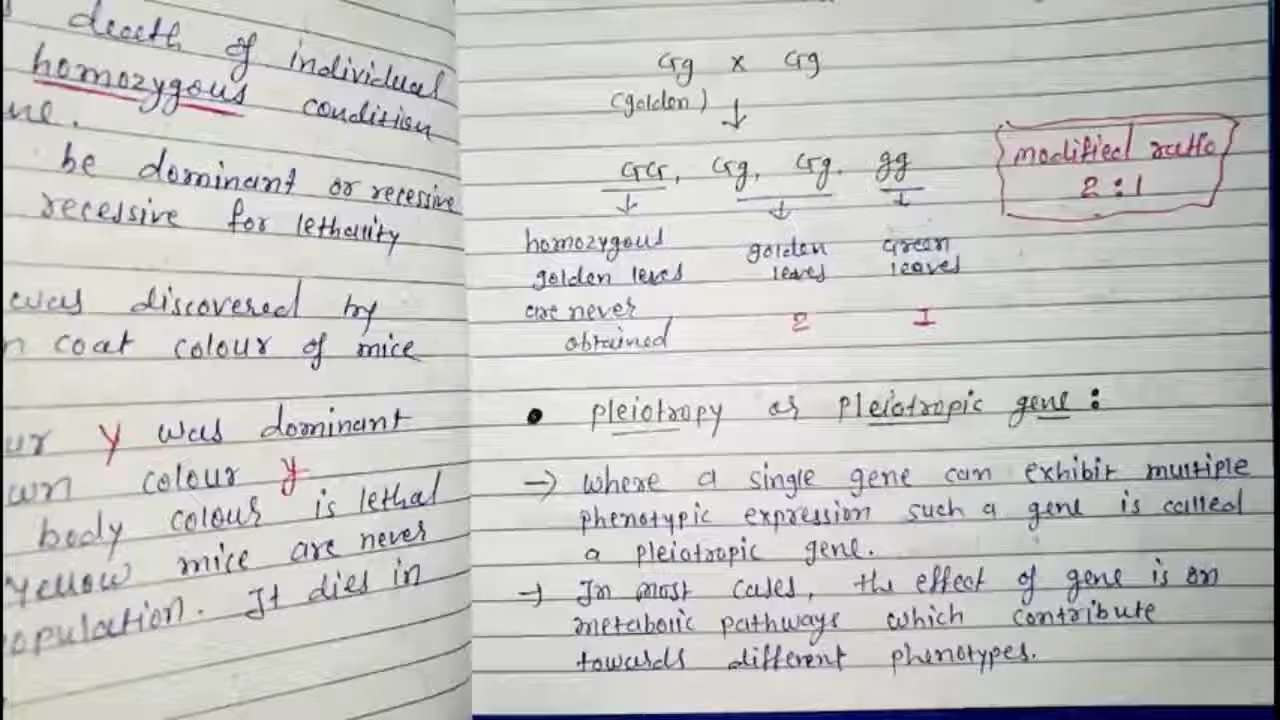 death of individual
homozygous condition
be dominant or recessive
recessive for lethality
was discovered by
coat colour of mice
y was dominant
colour y
body colour is lethal
Yellow mice are never
population. It dies in
Gg x Gg
(golden) ↓
GG, Gg, Gg. gg
↓ ↓ ↓
homozygous golden Green
golden leves leaves leaves
are never 2 1
obtained
modified ratio
2 : 1
• pleiotropy or pleiotropic gene :
→ where a single gene can exhibit multiple
phenotypic expression such a gene is called
a pleiotropic gene.
→ In most cases, the effect of gene is on
metabolic pathways which contribute
towards different phenotypes.